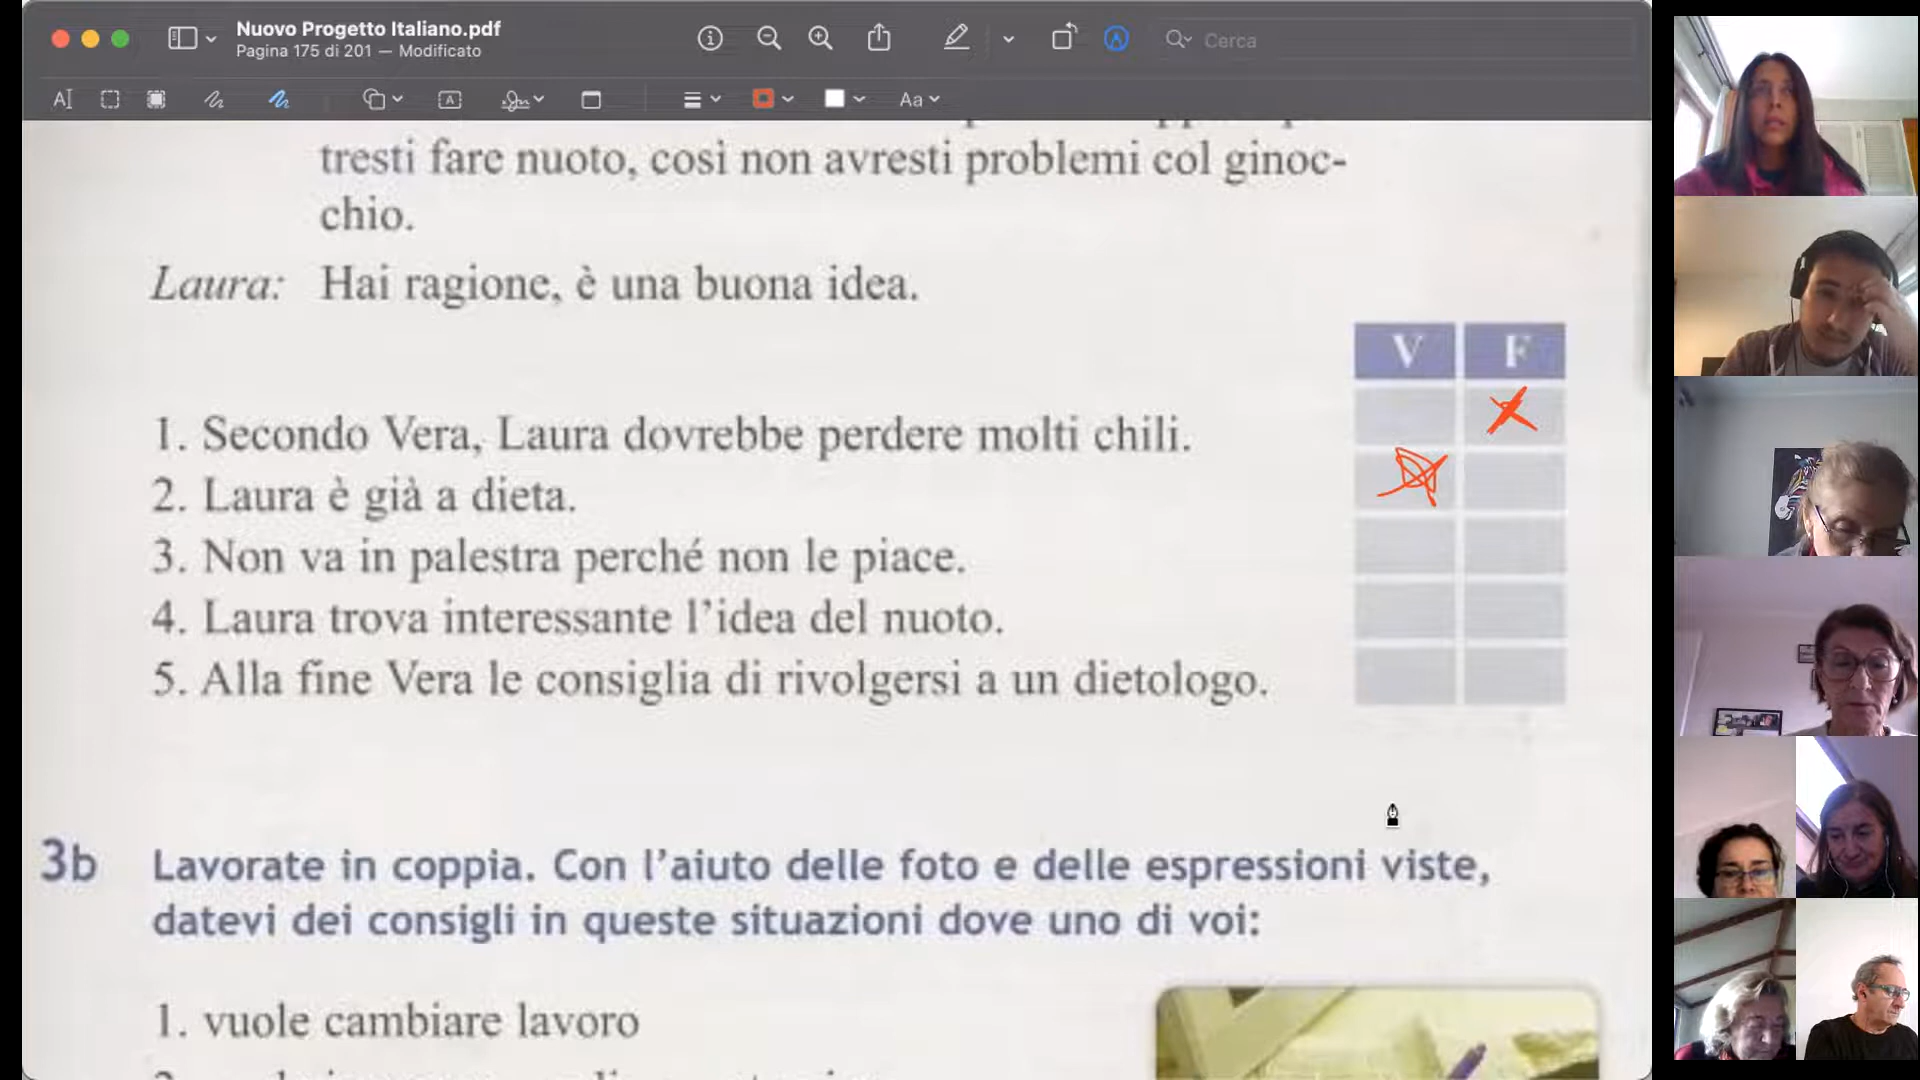 Nuovo Progetto Italiano.pdf
Pagina 175 di 201 — Modificato
Cerca
Aa
tresti fare nuoto, così non avresti problemi col ginoc-
chio.
Laura: Hai ragione, è una buona idea.
V F
1. Secondo Vera, Laura dovrebbe perdere molti chili.
2. Laura è già a dieta.
3. Non va in palestra perché non le piace.
4. Laura trova interessante l'idea del nuoto.
5. Alla fine Vera le consiglia di rivolgersi a un dietologo.
3b Lavorate in coppia. Con l'aiuto delle foto e delle espressioni viste,
datevi dei consigli in queste situazioni dove uno di voi:
1. vuole cambiare lavoro